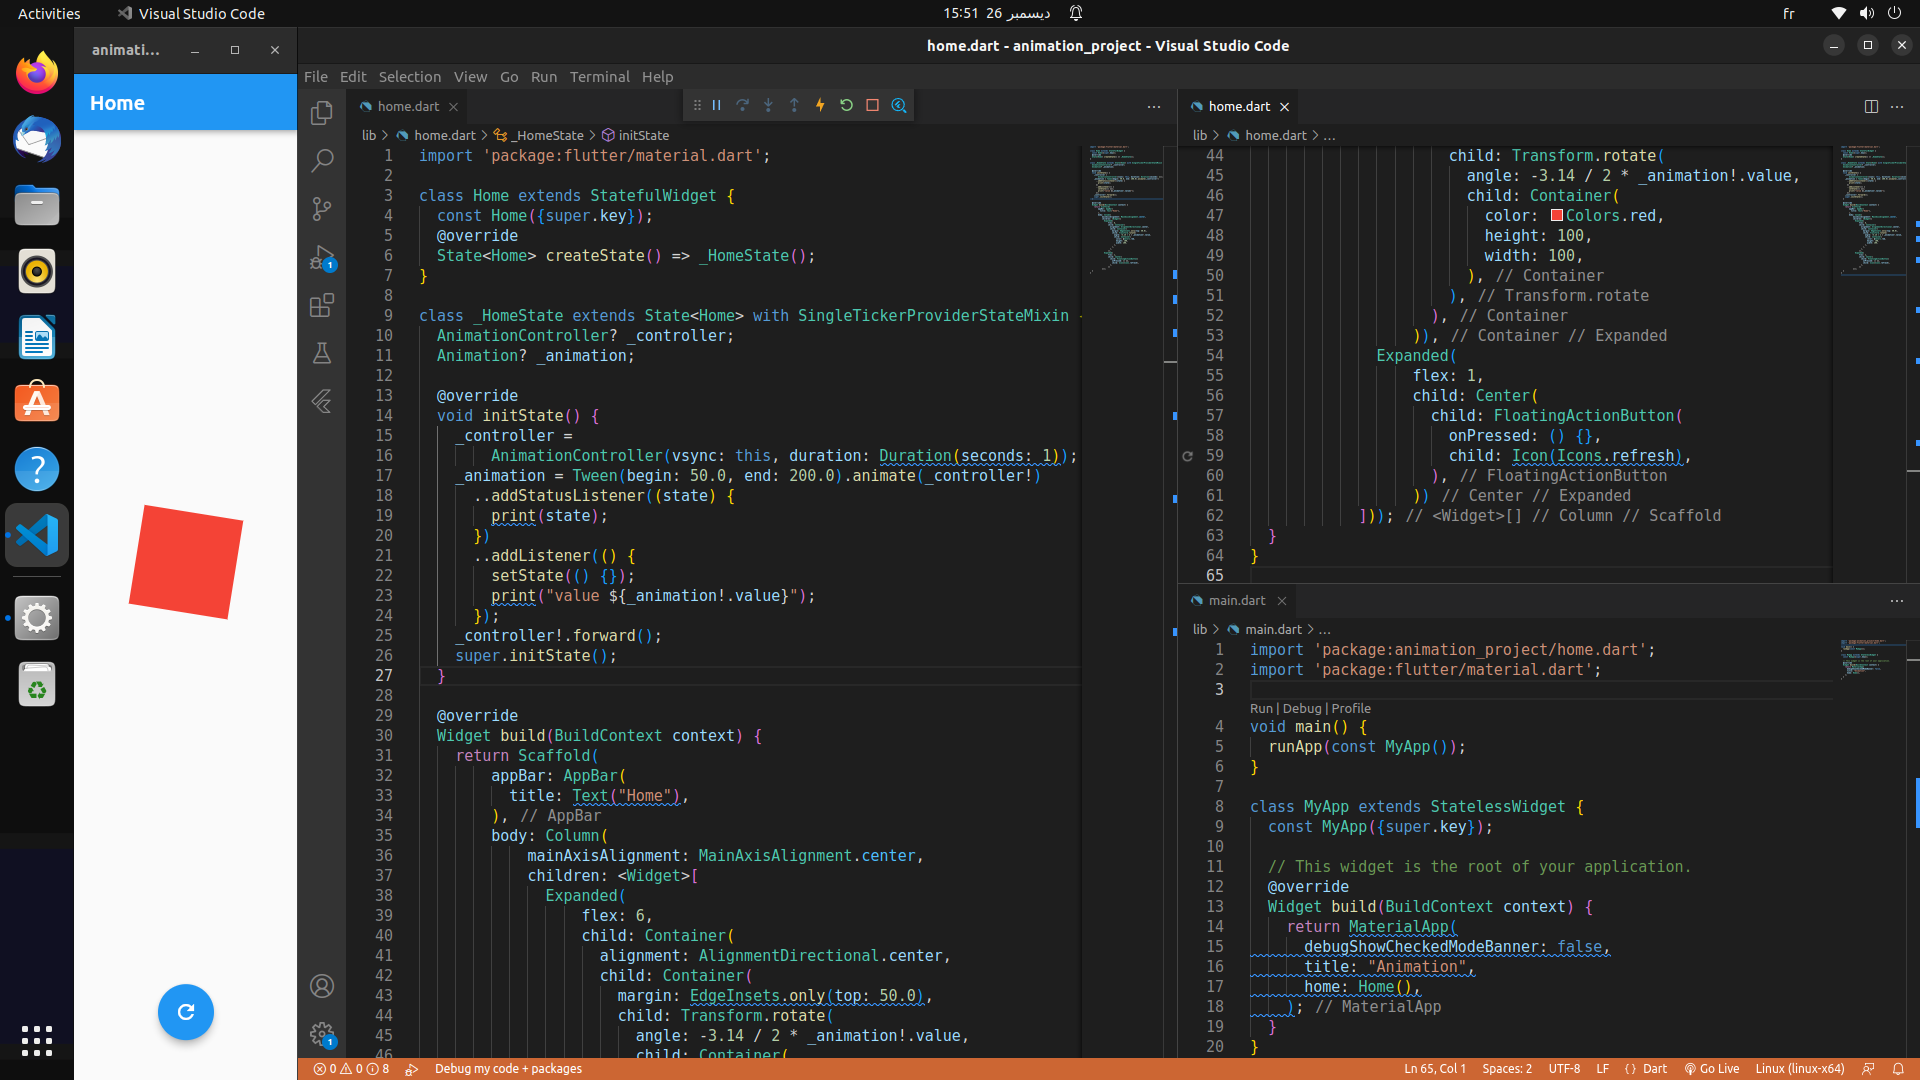 Activities
Visual Studio Code
15:51 26 ديسمبر
fr
animati...
Home
home.dart - animation_project - Visual Studio Code
File Edit Selection View Go Run Terminal Help
home.dart
lib > home.dart > _HomeState > initState
1 import 'package:flutter/material.dart';
2
3 class Home extends StatefulWidget {
4 const Home({super.key});
5 @override
6 State<Home> createState() => _HomeState();
7 }
8
9 class _HomeState extends State<Home> with SingleTickerProviderStateMixin {
10 AnimationController? _controller;
11 Animation? _animation;
12
13 @override
14 void initState() {
15 _controller =
16 AnimationController(vsync: this, duration: Duration(seconds: 1));
17 _animation = Tween(begin: 50.0, end: 200.0).animate(_controller!)
18 ..addStatusListener((state) {
19 print(state);
20 })
21 ..addListener(() {
22 setState(() {});
23 print("value ${_animation!.value}");
24 });
25 _controller!.forward();
26 super.initState();
27 }
28
29 @override
30 Widget build(BuildContext context) {
31 return Scaffold(
32 appBar: AppBar(
33 title: Text("Home"),
34 ), // AppBar
35 body: Column(
36 mainAxisAlignment: MainAxisAlignment.center,
37 children: <Widget>[
38 Expanded(
39 flex: 6,
40 child: Container(
41 alignment: AlignmentDirectional.center,
42 child: Container(
43 margin: EdgeInsets.only(top: 50.0),
44 child: Transform.rotate(
45 angle: -3.14 / 2 * _animation!.value,
46 child: Container(
home.dart
lib > home.dart > ...
44 child: Transform.rotate(
45 angle: -3.14 / 2 * _animation!.value,
46 child: Container(
47 color: Colors.red,
48 height: 100,
49 width: 100,
50 ), // Container
51 ), // Transform.rotate
52 ), // Container
53 )), // Container // Expanded
54 Expanded(
55 flex: 1,
56 child: Center(
57 child: FloatingActionButton(
58 onPressed: () {},
59 child: Icon(Icons.refresh),
60 ), // FloatingActionButton
61 )) // Center // Expanded
62 ])); // <Widget>[] // Column // Scaffold
63 }
64 }
65
main.dart
lib > main.dart > ...
1 import 'package:animation_project/home.dart';
2 import 'package:flutter/material.dart';
3
Run | Debug | Profile
4 void main() {
5 runApp(const MyApp());
6 }
7
8 class MyApp extends StatelessWidget {
9 const MyApp({super.key});
10
11 // This widget is the root of your application.
12 @override
13 Widget build(BuildContext context) {
14 return MaterialApp(
15 debugShowCheckedModeBanner: false,
16 title: "Animation",
17 home: Home(),
18 ); // MaterialApp
19 }
20 }
1
1
0 0 8 Debug my code + packages
Ln 65, Col 1 Spaces: 2 UTF-8 LF {} Dart Go Live Linux (linux-x64)